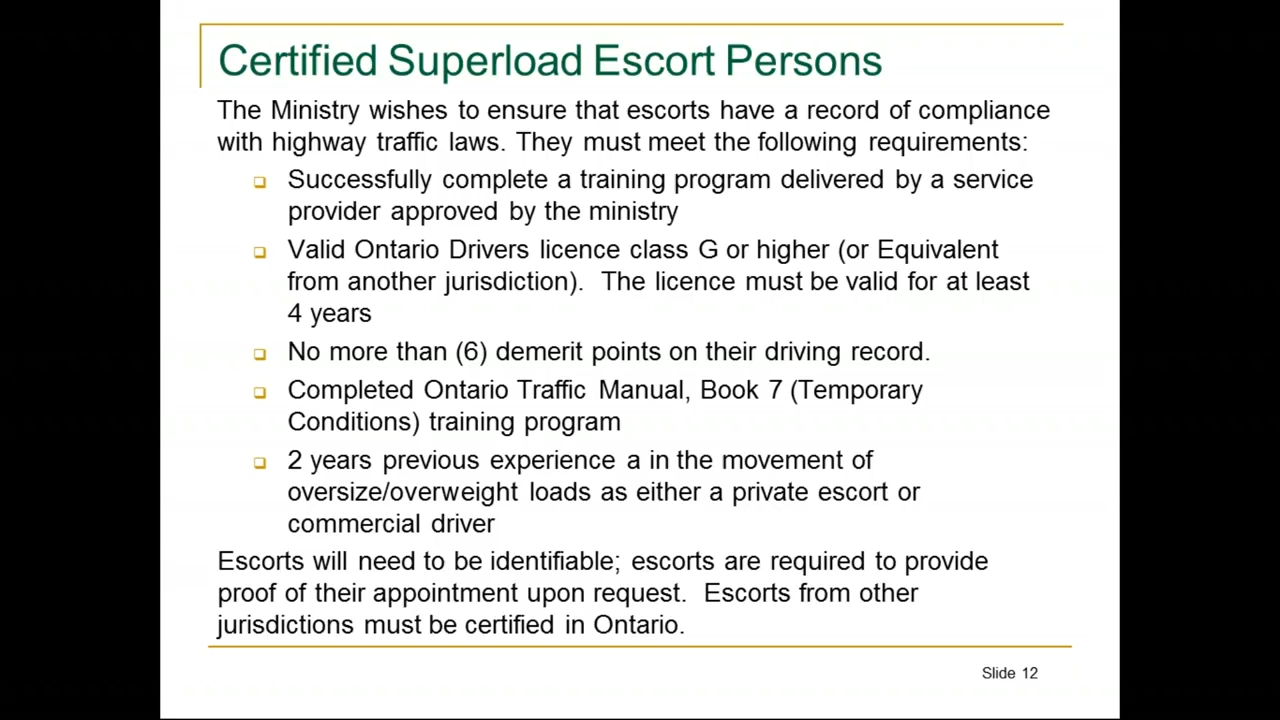 Certified Superload Escort Persons
The Ministry wishes to ensure that escorts have a record of compliance
with highway traffic laws. They must meet the following requirements:
Successfully complete a training program delivered by a service
provider approved by the ministry
Valid Ontario Drivers licence class G or higher (or Equivalent
from another jurisdiction). The licence must be valid for at least
4 years
No more than (6) demerit points on their driving record.
Completed Ontario Traffic Manual, Book 7 (Temporary
Conditions) training program
2 years previous experience a in the movement of
oversize/overweight loads as either a private escort or
commercial driver
Escorts will need to be identifiable; escorts are required to provide
proof of their appointment upon request. Escorts from other
jurisdictions must be certified in Ontario.
Slide 12